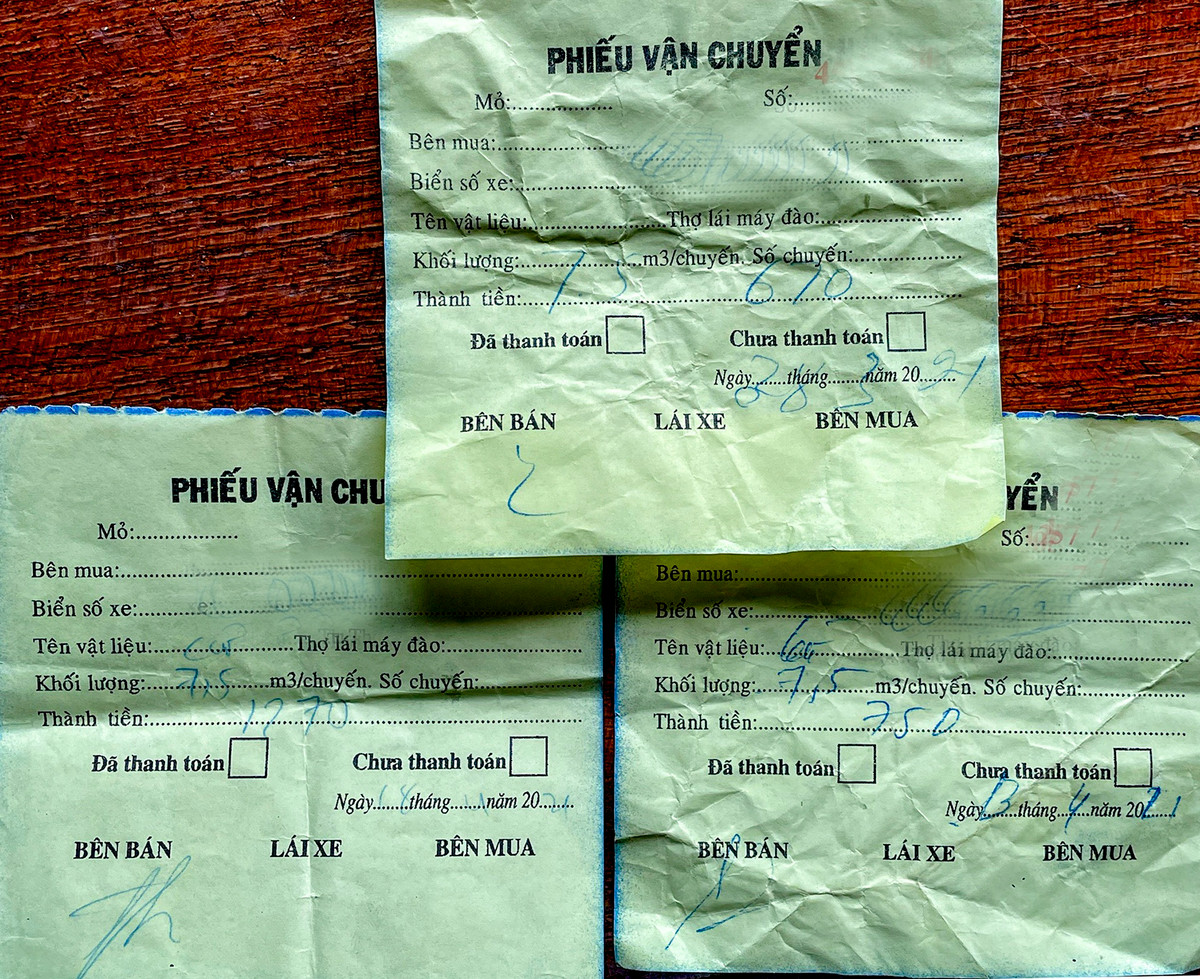 PHIẾU VẬN CHUYỂN
4
Mỏ:.................... Số:........................
Bên mua:........................
Biển số xe:........................
Tên vật liệu:........................Thợ lái máy đào:........................
Khối lượng:........................m3/chuyến. Số chuyến:........................
Thành tiền:........................ 610
Đã thanh toán Chưa thanh toán
Ngày........tháng...3...năm 20..21..
BÊN BÁN LÁI XE BÊN MUA
PHIẾU VẬN CHU
Mỏ:....................
Bên mua:........................
Biển số xe:........................
Tên vật liệu:........................Thợ lái máy đào:........................
Khối lượng:....7,5....m3/chuyến. Số chuyến:........................
Thành tiền:........................
Đã thanh toán Chưa thanh toán
Ngày........tháng........năm 20..21..
BÊN BÁN LÁI XE BÊN MUA
YỂN
Số:........................
Bên mua:........................
Biển số xe:........................
Tên vật liệu:........................Thợ lái máy đào:........................
Khối lượng:....7,5....m3/chuyến. Số chuyến:........................
Thành tiền:............750............
Đã thanh toán Chưa thanh toán
Ngày..13..tháng..4..năm 2021
BÊN BÁN LÁI XE BÊN MUA